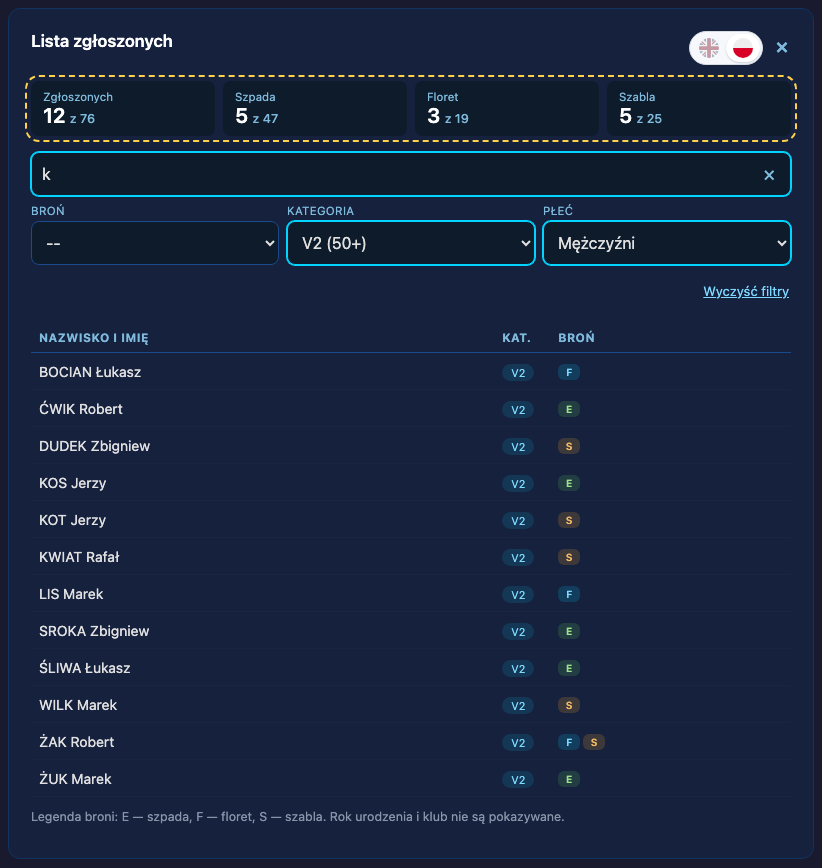 Lista zgłoszonych
Zgłoszonych Szpada Floret Szabla
12 z 76 5 z 47 3 z 19 5 z 25
k
BROŃ KATEGORIA PŁEĆ
-- V2 (50+) Mężczyźni
Wyczyść filtry
NAZWISKO I IMIĘ KAT. BROŃ
BOCIAN Łukasz V2 F
ĆWIK Robert V2 E
DUDEK Zbigniew V2 S
KOS Jerzy V2 E
KOT Jerzy V2 S
KWIAT Rafał V2 S
LIS Marek V2 F
SROKA Zbigniew V2 E
ŚLIWA Łukasz V2 E
WILK Marek V2 S
ŻAK Robert V2 F S
ŻUK Marek V2 E
Legenda broni: E — szpada, F — floret, S — szabla. Rok urodzenia i klub nie są pokazywane.